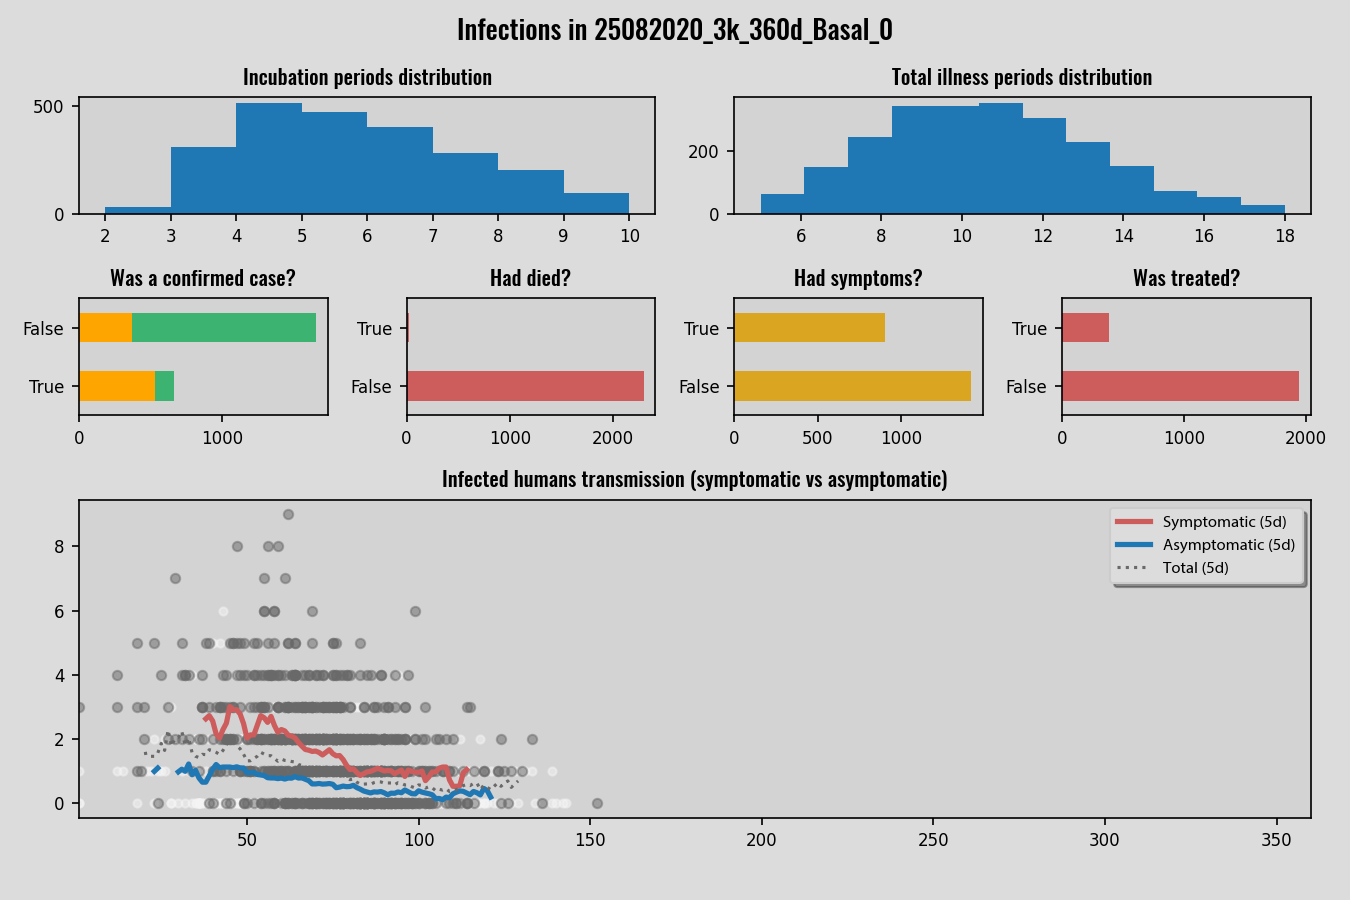 Infections in 25082020_3k_360d_Basal_0
Incubation periods distribution
500
0
2 3 4 5 6 7 8 9 10
Total illness periods distribution
200
0
6 8 10 12 14 16 18
Was a confirmed case?
False
True
0 1000
Had died?
True
False
0 1000 2000
Had symptoms?
True
False
0 500 1000
Was treated?
True
False
0 1000 2000
Infected humans transmission (symptomatic vs asymptomatic)
8
6
4
2
0
50 100 150 200 250 300 350
Symptomatic (5d)
Asymptomatic (5d)
Total (5d)